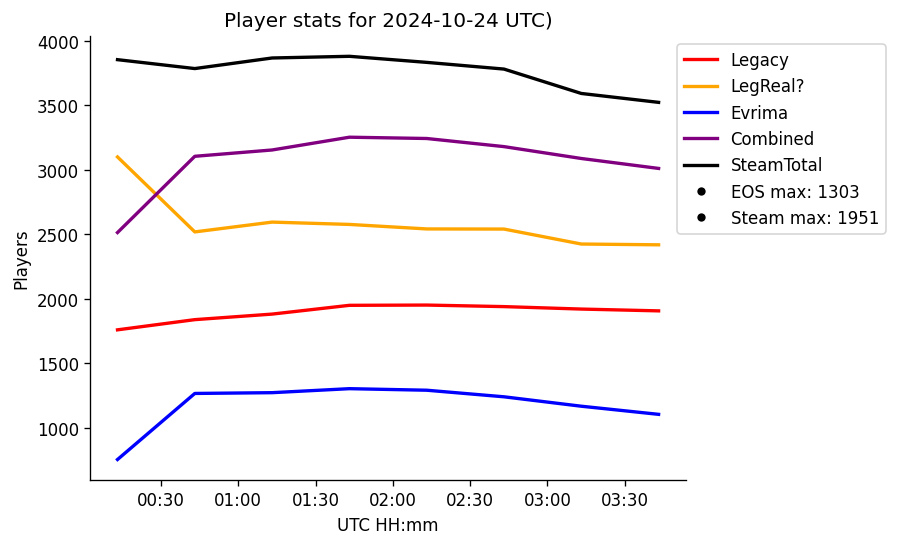 Player stats for 2024-10-24 UTC)
4000
3500
3000
2500
2000
1500
1000
Players
00:30 01:00 01:30 02:00 02:30 03:00 03:30
UTC HH:mm
Legacy
LegReal?
Evrima
Combined
SteamTotal
EOS max: 1303
Steam max: 1951